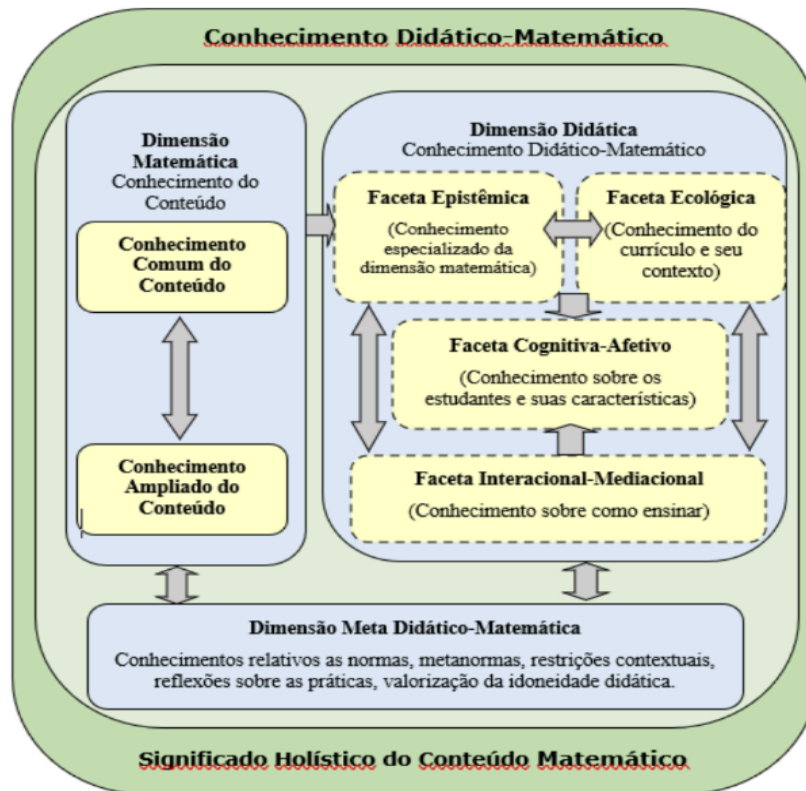 Conhecimento Didático-Matemático
Dimensão
Matemática
Conhecimento do
Conteúdo
Conhecimento
Comum do
Conteúdo
Conhecimento
Ampliado do
Conteúdo
Dimensão Didática
Conhecimento Didático-Matemático
Faceta Epistêmica
(Conhecimento
especializado da
dimensão matemática)
Faceta Ecológica
(Conhecimento do
currículo e seu
contexto)
Faceta Cognitiva-Afetivo
(Conhecimento sobre os
estudantes e suas características)
Faceta Interacional-Mediacional
(Conhecimento sobre como ensinar)
Dimensão Meta Didático-Matemática
Conhecimentos relativos as normas, metanormas, restrições contextuais,
reflexões sobre as práticas, valorização da idoneidade didática.
Significado Holístico do Conteúdo Matemático